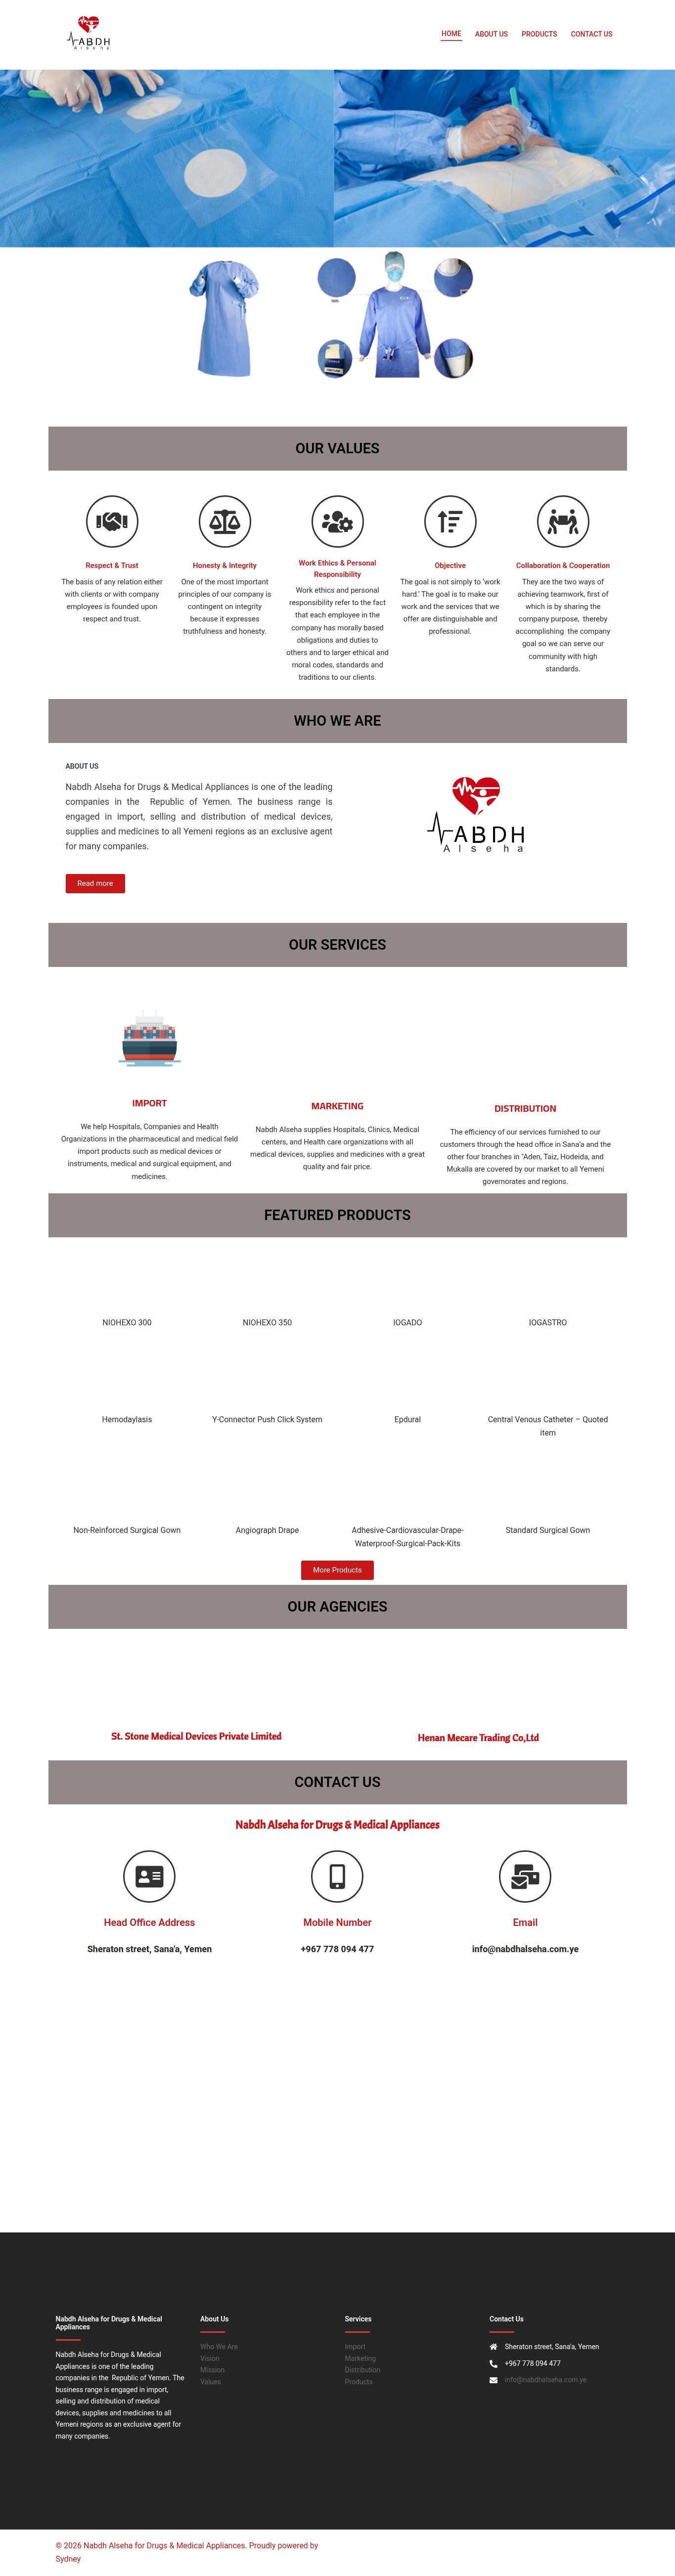 ABDH
Alseha
HOME
ABOUT US
PRODUCTS
CONTACT US
OUR VALUES
Respect & Trust
The basis of any relation either
with clients or with company
employees is founded upon
respect and trust.
Honesty & Integrity
One of the most important
principles of our company is
contingent on integrity
because it expresses
truthfulness and honesty.
Work Ethics & Personal
Responsibility
Work ethics and personal
responsibility refer to the fact
that each employee in the
company has morally based
obligations and duties to
others and to larger ethical and
moral codes, standards and
traditions to our clients.
Objective
The goal is not simply to 'work
hard.' The goal is to make our
work and the services that we
offer are distinguishable and
professional.
Collaboration & Cooperation
They are the two ways of
achieving teamwork, first of
which is by sharing the
company purpose, thereby
accomplishing the company
goal so we can serve our
community with high
standards.
WHO WE ARE
ABOUT US
Nabdh Alseha for Drugs & Medical Appliances is one of the leading
companies in the Republic of Yemen. The business range is
engaged in import, selling and distribution of medical devices,
supplies and medicines to all Yemeni regions as an exclusive agent
for many companies.
Read more
ABDH
Alseha
OUR SERVICES
IMPORT
We help Hospitals, Companies and Health
Organizations in the pharmaceutical and medical field
import products such as medical devices or
instruments, medical and surgical equipment, and
medicines.
MARKETING
Nabdh Alseha supplies Hospitals, Clinics, Medical
centers, and Health care organizations with all
medical devices, supplies and medicines with a great
quality and fair price.
DISTRIBUTION
The efficiency of our services furnished to our
customers through the head office in Sana'a and the
other four branches in "Aden, Taiz, Hodeida, and
Mukalla are covered by our market to all Yemeni
governorates and regions.
FEATURED PRODUCTS
NIOHEXO 300
NIOHEXO 350
IOGADO
IOGASTRO
Hemodaylasis
Y-Connector Push Click System
Epdural
Central Venous Catheter – Quoted
item
Non-Reinforced Surgical Gown
Angiograph Drape
Adhesive-Cardiovascular-Drape-
Waterproof-Surgical-Pack-Kits
Standard Surgical Gown
More Products
OUR AGENCIES
St. Stone Medical Devices Private Limited
Henan Mecare Trading Co,Ltd
CONTACT US
Nabdh Alseha for Drugs & Medical Appliances
Head Office Address
Sheraton street, Sana'a, Yemen
Mobile Number
+967 778 094 477
Email
info@nabdhalseha.com.ye
Nabdh Alseha for Drugs & Medical
Appliances
Nabdh Alseha for Drugs & Medical
Appliances is one of the leading
companies in the Republic of Yemen. The
business range is engaged in import,
selling and distribution of medical
devices, supplies and medicines to all
Yemeni regions as an exclusive agent for
many companies.
About Us
Who We Are
Vision
Mission
Values
Services
Import
Marketing
Distribution
Products
Contact Us
Sheraton street, Sana'a, Yemen
+967 778 094 477
info@nabdhalseha.com.ye
© 2026 Nabdh Alseha for Drugs & Medical Appliances. Proudly powered by
Sydney